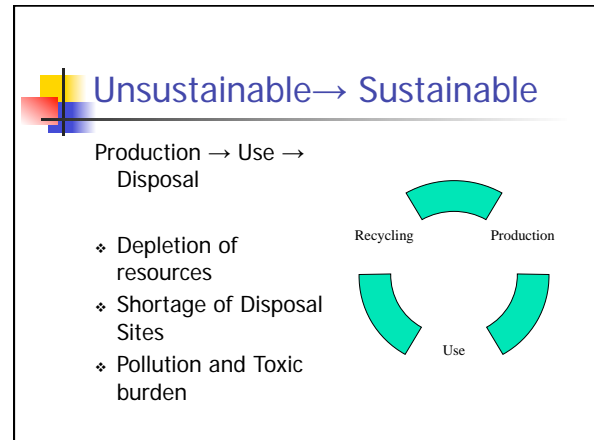 Unsustainable→ Sustainable
Production → Use →
Disposal
❖ Depletion of
resources
❖ Shortage of Disposal
Sites
❖ Pollution and Toxic
burden
Recycling
Production
Use